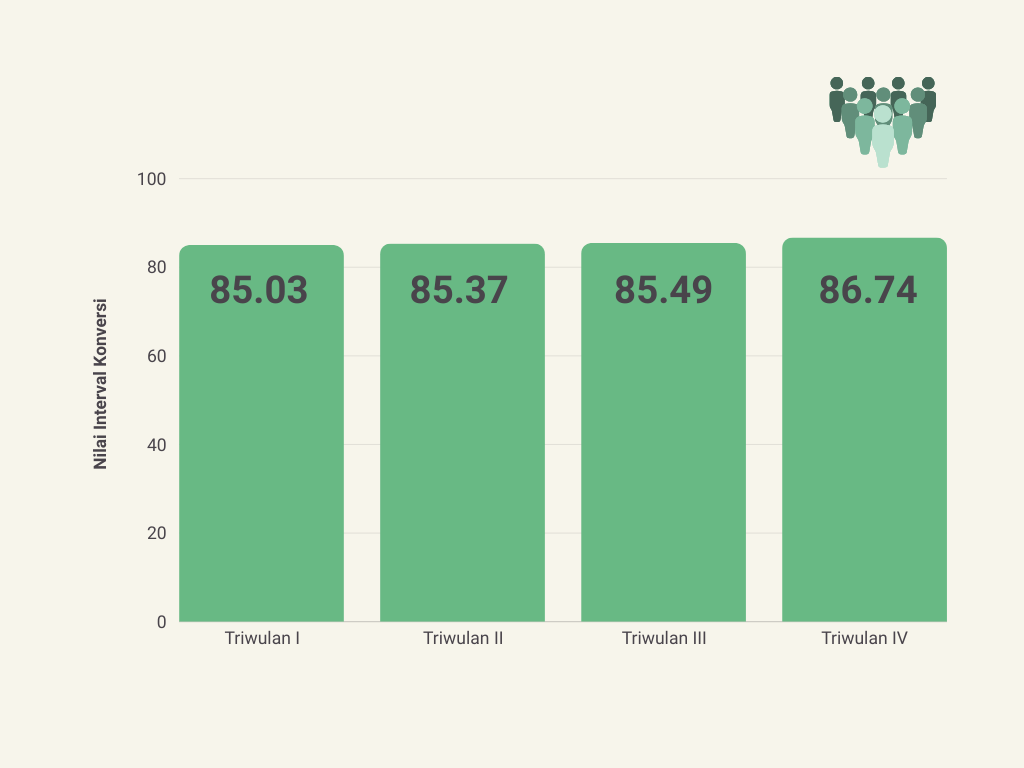 100
80
60
40
20
0
Nilai Interval Konversi
85.03
85.37
85.49
86.74
Triwulan I
Triwulan II
Triwulan III
Triwulan IV